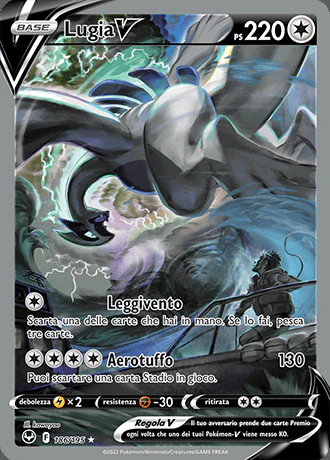 BASE
Lugia V
PS 220
Leggivento
Scarta una delle carte che hai in mano. Se lo fai, pesca
tre carte.
Aerotuffo 130
Puoi scartare una carta Stadio in gioco.
debolezza ×2 resistenza -30 ritirata
Ill. kawayoo
Regola V Il tuo avversario prende due carte Premio
ogni volta che uno dei tuoi Pokémon-V viene messo KO.
F 186/195 ★
©2022 Pokémon/Nintendo/Creatures/GAME FREAK